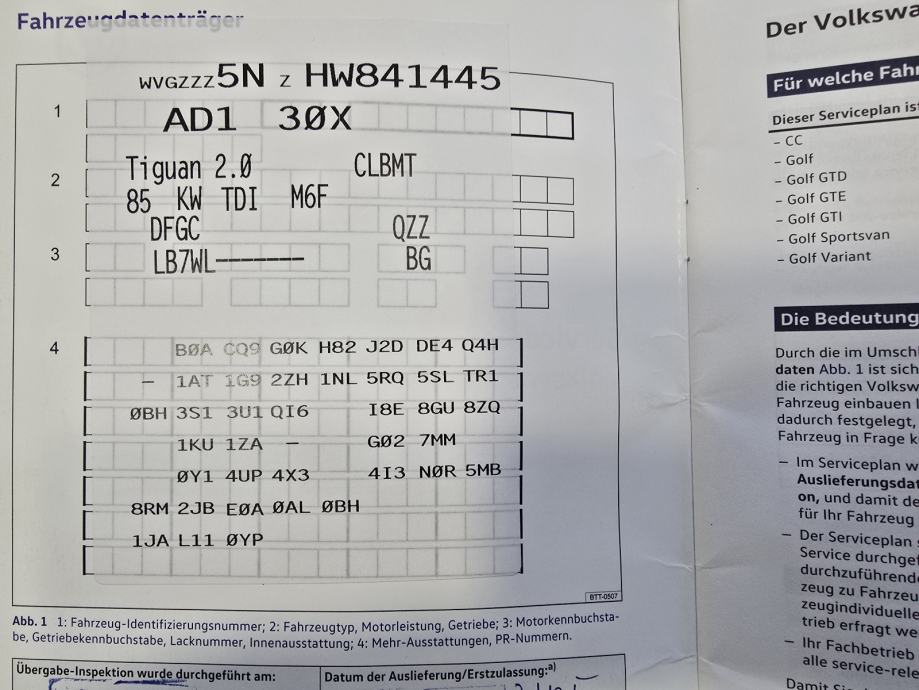 Fahrzeugdatenträger
WVGZZZ5N Z HW841445
1
AD1 30X
Tiguan 2.0 CLBMT
2
85 KW TDI M6F
DFGC QZZ
3
LB7WL------- BG
4
B0A CQ9 G0K H82 J2D DE4 Q4H
- 1AT 1G9 2ZH 1NL 5RQ 5SL TR1
0BH 3S1 3U1 QI6 I8E 8GU 8ZQ
1KU 1ZA - G02 7MM
0Y1 4UP 4X3 4I3 N0R 5MB
8RM 2JB E0A 0AL 0BH
1JA L11 0YP
BTT-0507
Abb. 1 1: Fahrzeug-Identifizierungsnummer; 2: Fahrzeugtyp, Motorleistung, Getriebe; 3: Motorkennbuchsta-
be, Getriebekennbuchstabe, Lacknummer, Innenausstattung; 4: Mehr-Ausstattungen, PR-Nummern.
Übergabe-Inspektion wurde durchgeführt am:
Datum der Auslieferung/Erstzulassung:a)
Der Volkswa
Für welche Fahr
Dieser Serviceplan ist
– CC
– Golf
– Golf GTD
– Golf GTE
– Golf GTI
– Golf Sportsvan
– Golf Variant
Die Bedeutung
Durch die im Umschl
daten Abb. 1 ist sich
die richtigen Volksw
Fahrzeug einbauen l
dadurch festgelegt,
Fahrzeug in Frage k
– Im Serviceplan w
Auslieferungsdat
on, und damit de
für Ihr Fahrzeug
– Der Serviceplan s
Service durchgef
durchzuführende
zeug zu Fahrzeu
zeugindividuelle
trieb erfragt we
– Ihr Fachbetrieb
alle service-rele
Damit Si